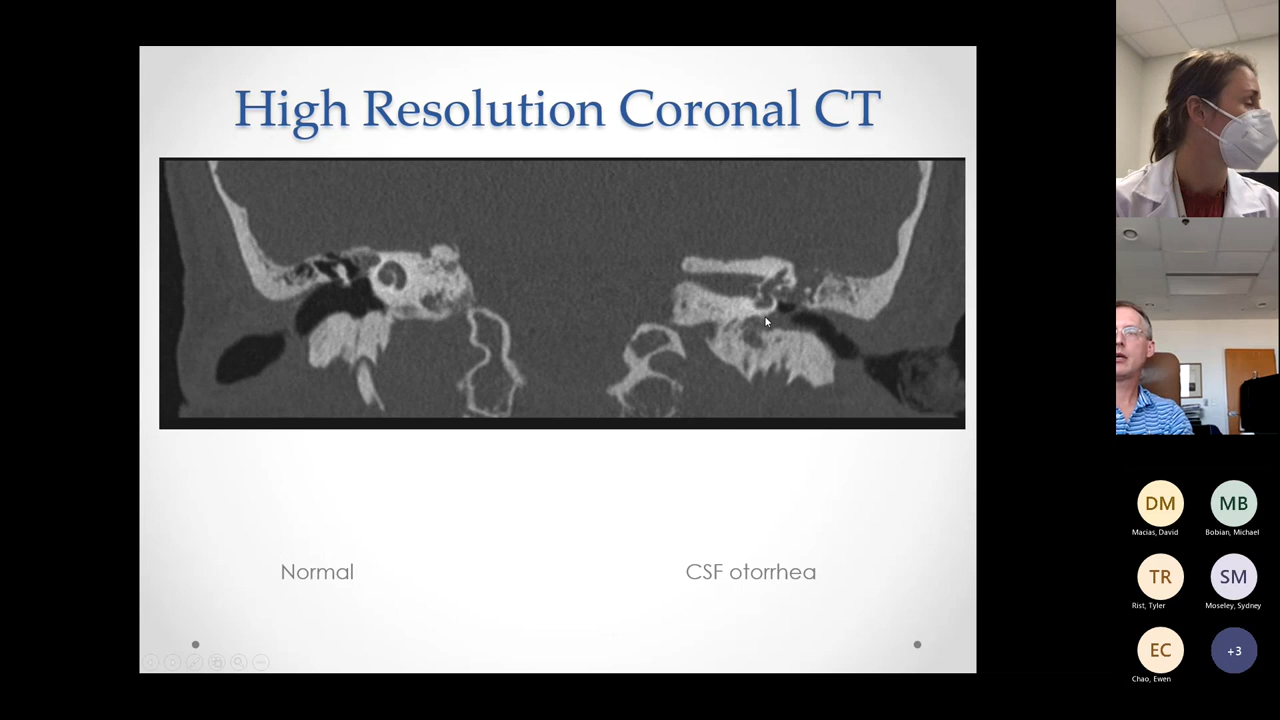 High Resolution Coronal CT
Normal
CSF otorrhea
DM
MB
Macias, David
Bobian, Michael
TR
SM
Rist, Tyler
Moseley, Sydney
EC
+3
Chao, Ewen